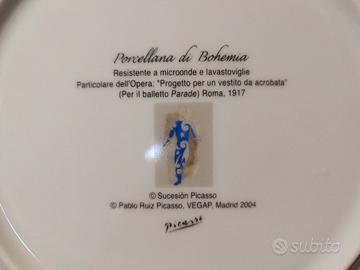 Porcellana di Bohemia
Resistente a microonde e lavastoviglie
Particolare dell'Opera: "Progetto per un vestito da acrobata"
(Per il balletto Parade) Roma, 1917
© Sucesión Picasso
© Pablo Ruiz Picasso, VEGAP, Madrid 2004
Picasso
subito